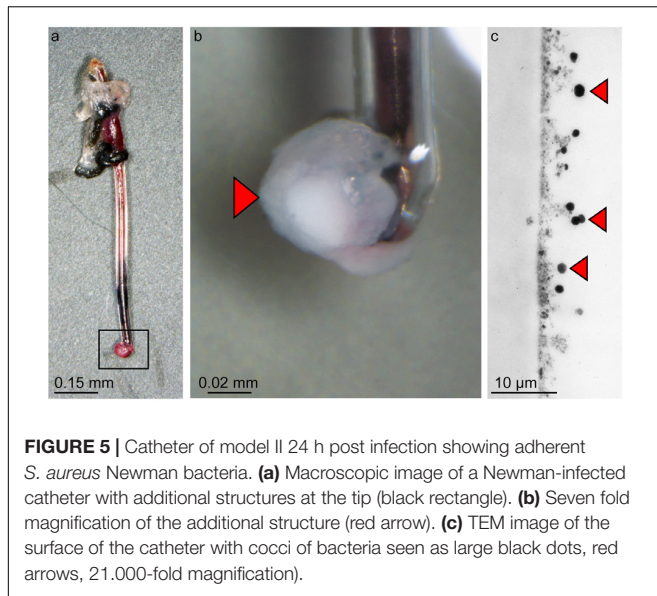 a
b
c
0.15 mm
0.02 mm
10 µm
FIGURE 5 | Catheter of model II 24 h post infection showing adherent
S. aureus Newman bacteria. (a) Macroscopic image of a Newman-infected
catheter with additional structures at the tip (black rectangle). (b) Seven fold
magnification of the additional structure (red arrow). (c) TEM image of the
surface of the catheter with cocci of bacteria seen as large black dots, red
arrows, 21.000-fold magnification).